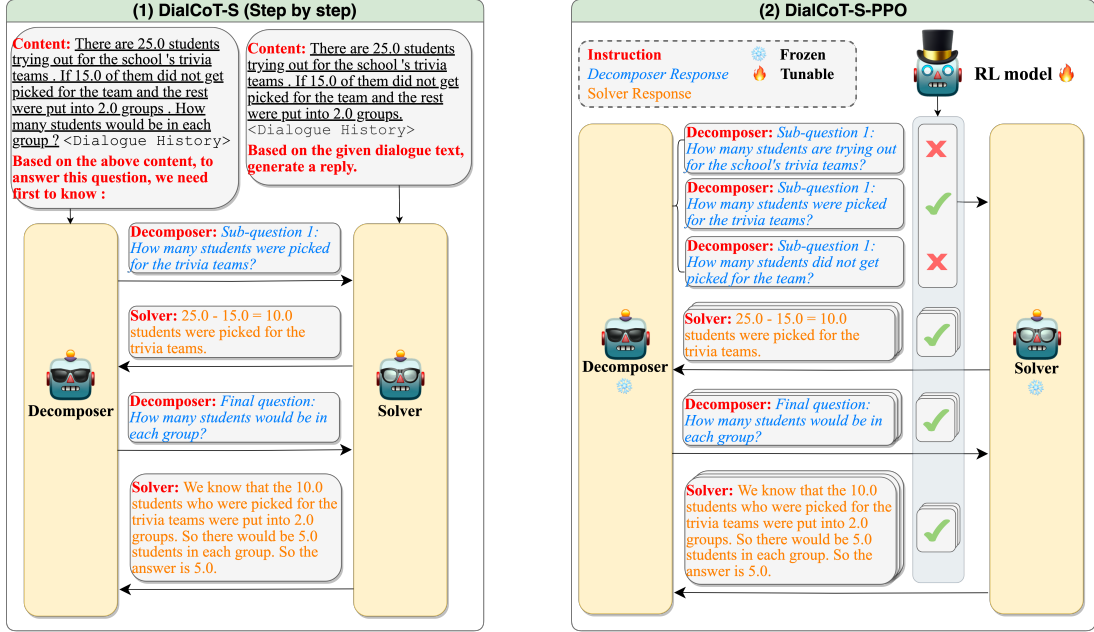 (1) DialCoT-S (Step by step)
Content: There are 25.0 students
trying out for the school 's trivia
teams . If 15.0 of them did not get
picked for the team and the rest
were put into 2.0 groups . How
many students would be in each
group ? <Dialogue History>
Based on the above content, to
answer this question, we need
first to know :
Content: There are 25.0 students
trying out for the school 's trivia
teams . If 15.0 of them did not get
picked for the team and the rest
were put into 2.0 groups.
<Dialogue History>
Based on the given dialogue text,
generate a reply.
Decomposer: Sub-question 1:
How many students were picked
for the trivia teams?
Solver: 25.0 - 15.0 = 10.0
students were picked for the
trivia teams.
Decomposer
Solver
Decomposer: Final question:
How many students would be in
each group?
Solver: We know that the 10.0
students who were picked for the
trivia teams were put into 2.0
groups. So there would be 5.0
students in each group. So the
answer is 5.0.
(2) DialCoT-S-PPO
Instruction
Decomposer Response
Solver Response
Frozen
Tunable
RL model
Decomposer: Sub-question 1:
How many students are trying out
for the school's trivia teams?
Decomposer: Sub-question 1:
How many students were picked
for the trivia teams?
Decomposer: Sub-question 1:
How many students did not get
picked for the team?
Solver: 25.0 - 15.0 = 10.0
students were picked for the
trivia teams.
Decomposer
Solver
Decomposer: Final question:
How many students would be in
each group?
Solver: We know that the 10.0
students who were picked for the
trivia teams were put into 2.0
groups. So there would be 5.0
students in each group. So the
answer is 5.0.